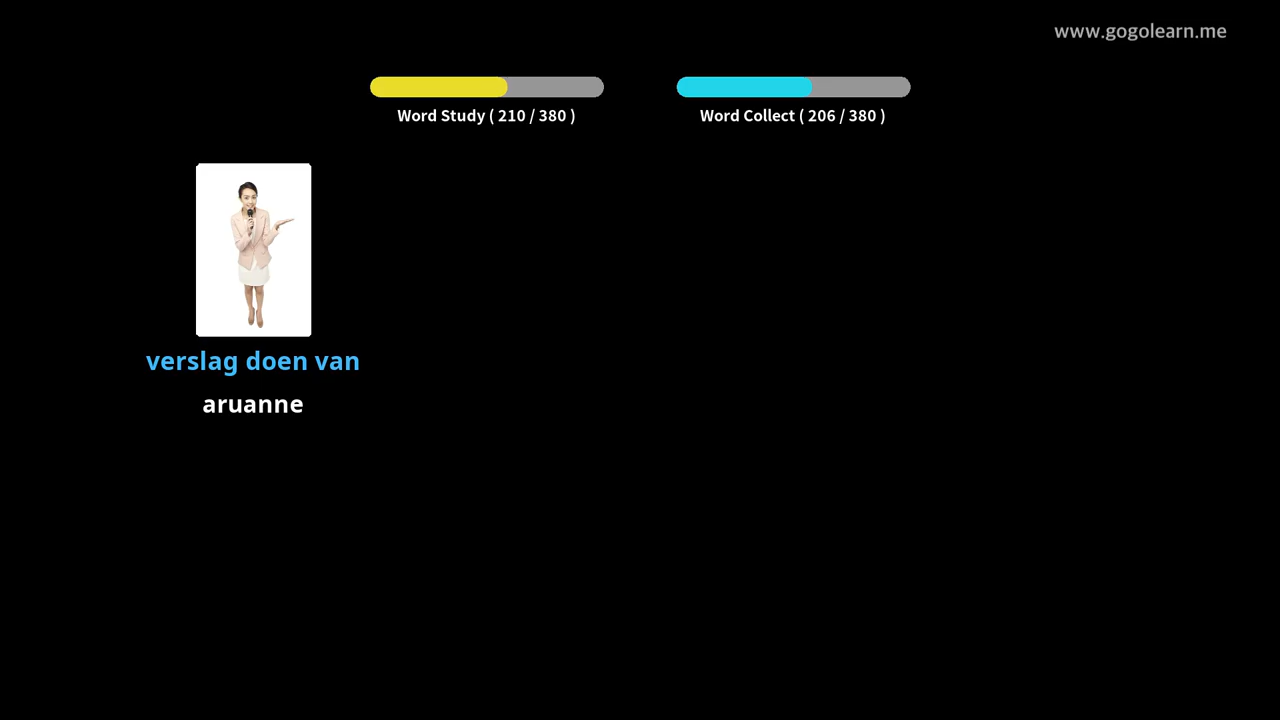 www.gogolearn.me
Word Study ( 210 / 380 )
Word Collect ( 206 / 380 )
verslag doen van
aruanne